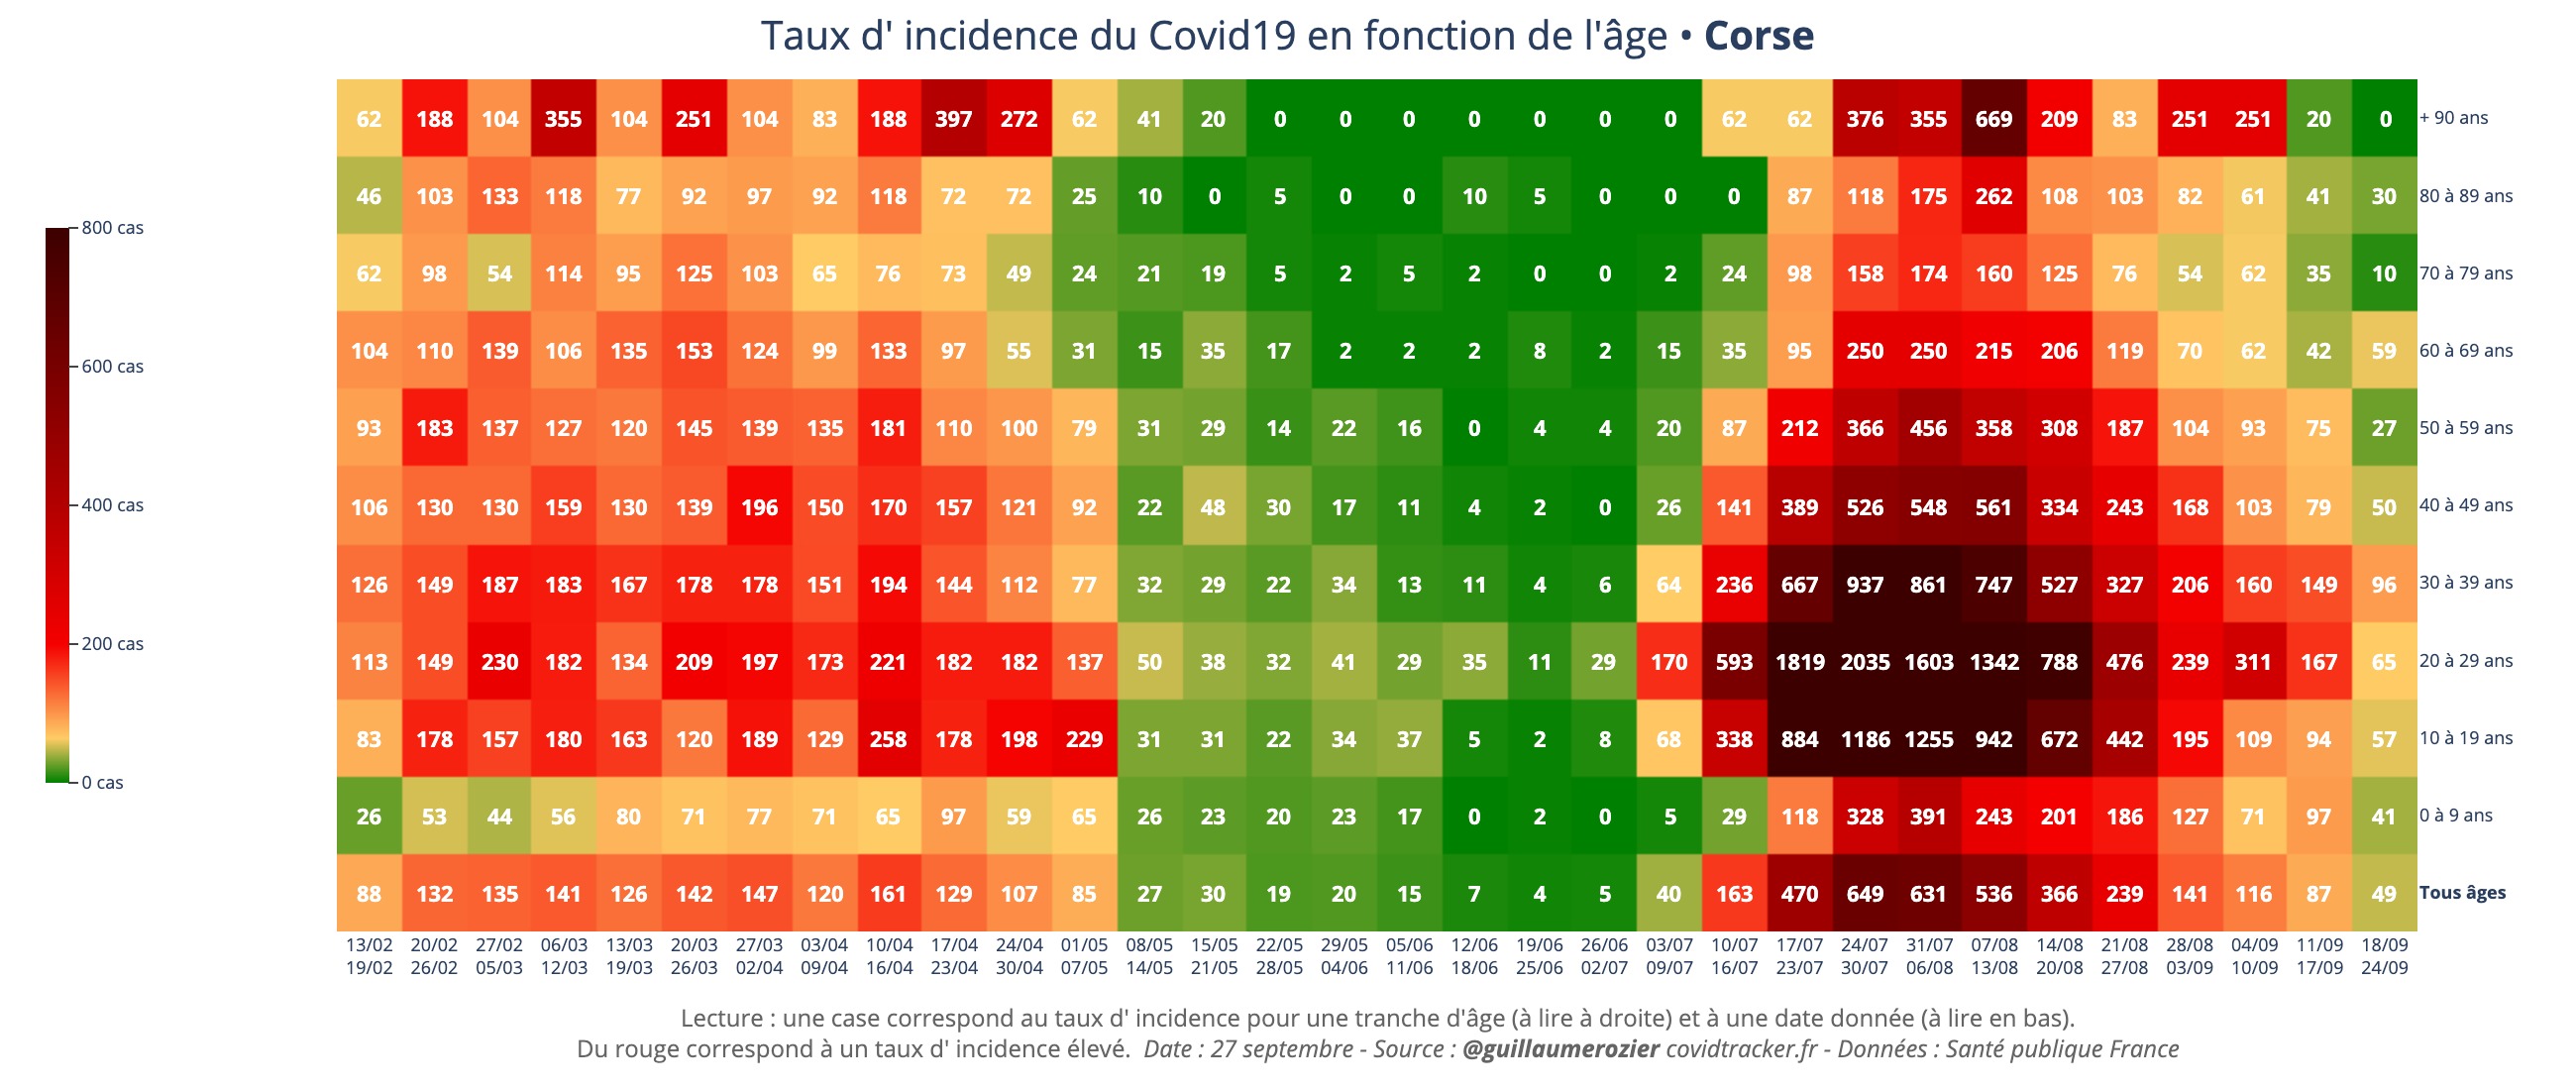 Taux d' incidence du Covid19 en fonction de l'âge • Corse
800 cas
600 cas
400 cas
200 cas
0 cas
62 188 104 355 104 251 104 83 188 397 272 62 41 20 0 0 0 0 0 0 0 62 62 376 355 669 209 83 251 251 20 0 + 90 ans
46 103 133 118 77 92 97 92 118 72 72 25 10 0 5 0 0 10 5 0 0 0 87 118 175 262 108 103 82 61 41 30 80 à 89 ans
62 98 54 114 95 125 103 65 76 73 49 24 21 19 5 2 5 2 0 0 2 24 98 158 174 160 125 76 54 62 35 10 70 à 79 ans
104 110 139 106 135 153 124 99 133 97 55 31 15 35 17 2 2 2 8 2 15 35 95 250 250 215 206 119 70 62 42 59 60 à 69 ans
93 183 137 127 120 145 139 135 181 110 100 79 31 29 14 22 16 0 4 4 20 87 212 366 456 358 308 187 104 93 75 27 50 à 59 ans
106 130 130 159 130 139 196 150 170 157 121 92 22 48 30 17 11 4 2 0 26 141 389 526 548 561 334 243 168 103 79 50 40 à 49 ans
126 149 187 183 167 178 178 151 194 144 112 77 32 29 22 34 13 11 4 6 64 236 667 937 861 747 527 327 206 160 149 96 30 à 39 ans
113 149 230 182 134 209 197 173 221 182 182 137 50 38 32 41 29 35 11 29 170 593 1819 2035 1603 1342 788 476 239 311 167 65 20 à 29 ans
83 178 157 180 163 120 189 129 258 178 198 229 31 31 22 34 37 5 2 8 68 338 884 1186 1255 942 672 442 195 109 94 57 10 à 19 ans
26 53 44 56 80 71 77 71 65 97 59 65 26 23 20 23 17 0 2 0 5 29 118 328 391 243 201 186 127 71 97 41 0 à 9 ans
88 132 135 141 126 142 147 120 161 129 107 85 27 30 19 20 15 7 4 5 40 163 470 649 631 536 366 239 141 116 87 49 Tous âges
13/02 20/02 27/02 06/03 13/03 20/03 27/03 03/04 10/04 17/04 24/04 01/05 08/05 15/05 22/05 29/05 05/06 12/06 19/06 26/06 03/07 10/07 17/07 24/07 31/07 07/08 14/08 21/08 28/08 04/09 11/09 18/09
19/02 26/02 05/03 12/03 19/03 26/03 02/04 09/04 16/04 23/04 30/04 07/05 14/05 21/05 28/05 04/06 11/06 18/06 25/06 02/07 09/07 16/07 23/07 30/07 06/08 13/08 20/08 27/08 03/09 10/09 17/09 24/09
Lecture : une case correspond au taux d' incidence pour une tranche d'âge (à lire à droite) et à une date donnée (à lire en bas).
Du rouge correspond à un taux d' incidence élevé. Date : 27 septembre - Source : @guillaumerozier covidtracker.fr - Données : Santé publique France